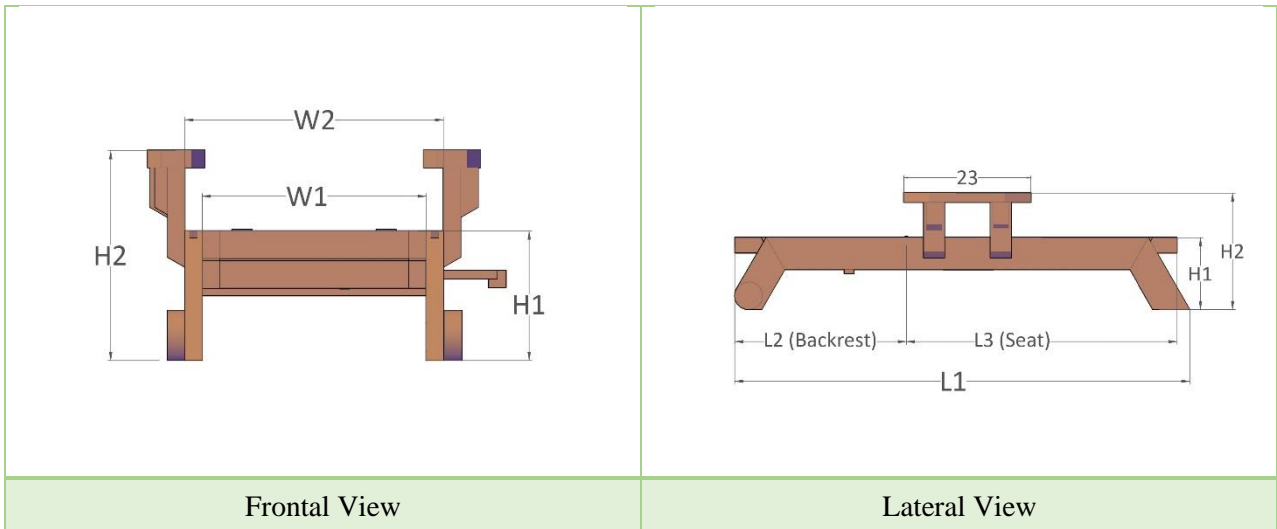 W2
W1
H2
H1
23
H2
H1
L2 (Backrest)
L3 (Seat)
L1
Frontal View
Lateral View